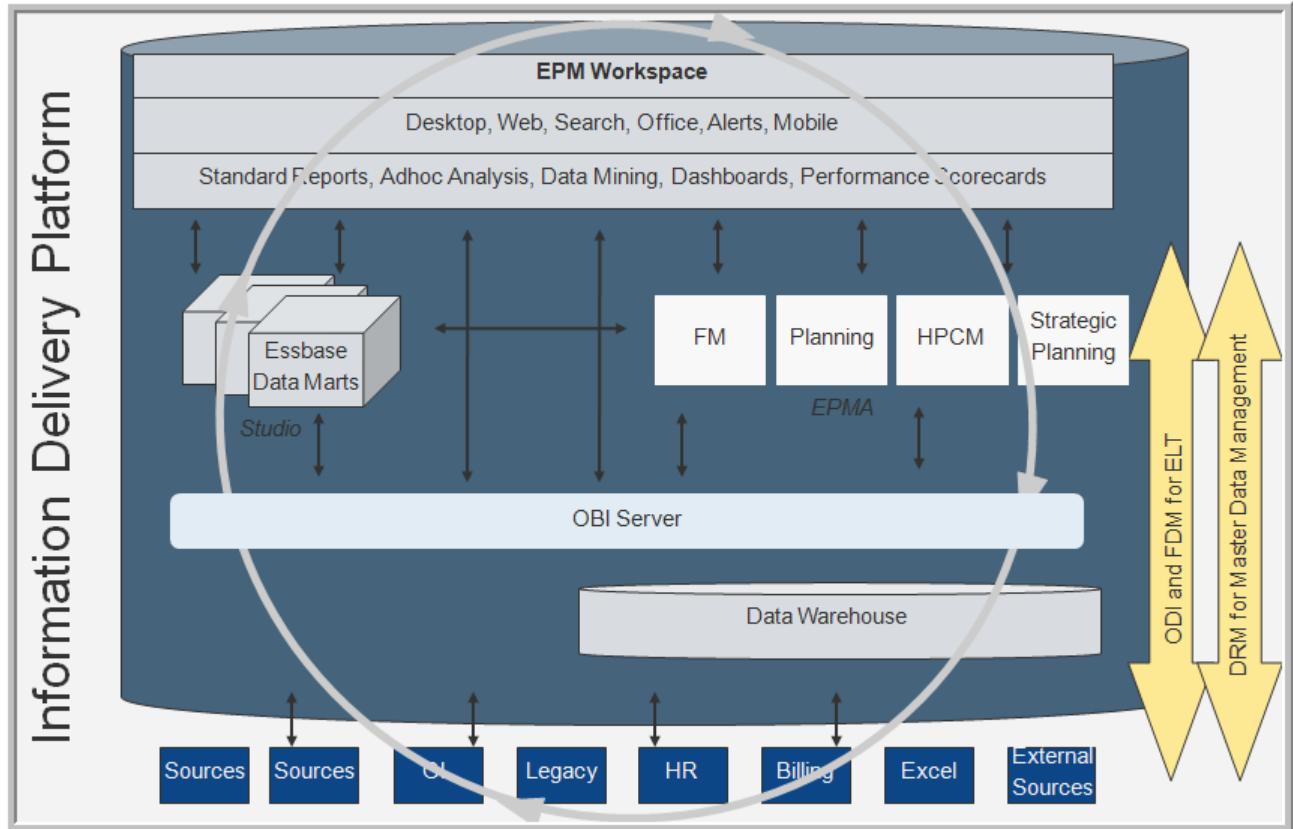 Information Delivery Platform
EPM Workspace
Desktop, Web, Search, Office, Alerts, Mobile
Standard Reports, Adhoc Analysis, Data Mining, Dashboards, Performance Scorecards
Essbase
Data Marts
Studio
FM
Planning
HPCM
Strategic
Planning
EPMA
OBI Server
Data Warehouse
ODI and FDM for ELT
DRM for Master Data Management
Sources
Sources
GL
Legacy
HR
Billing
Excel
External
Sources